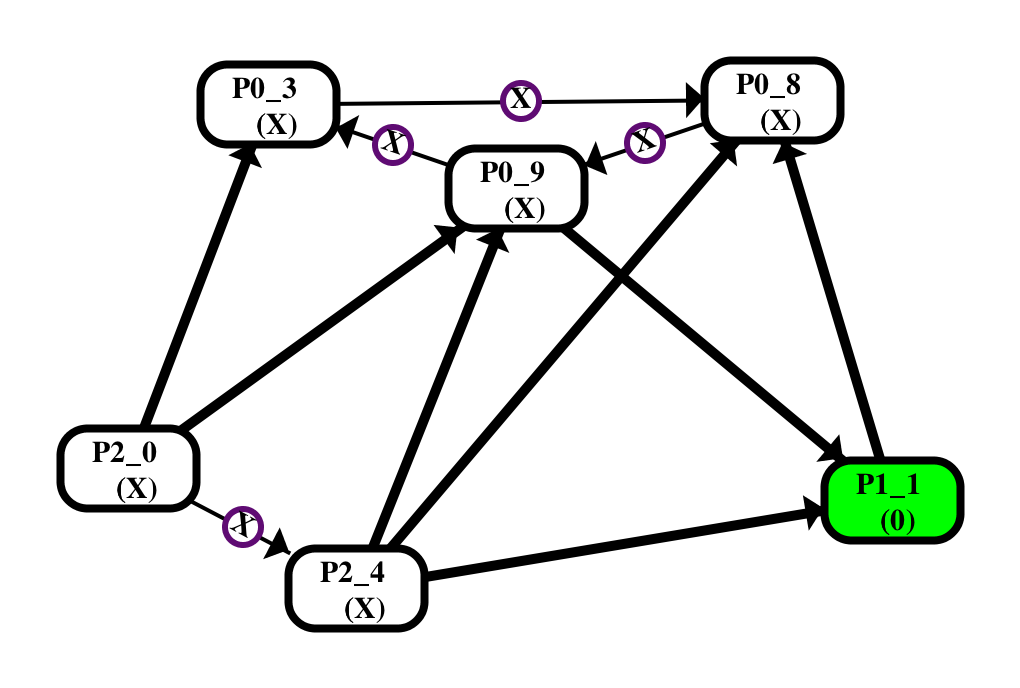 P0_3
(X)
X
P0_8
(X)
X
X
P0_9
(X)
P2_0
(X)
X
P2_4
(X)
P1_1
(0)